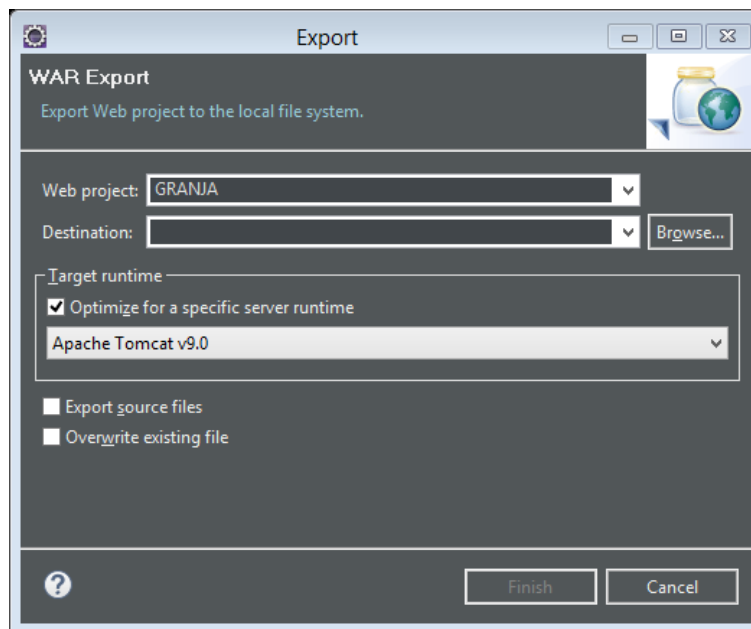 Export
WAR Export
Export Web project to the local file system.
Web project: GRANJA
Destination: Browse...
Target runtime
Optimize for a specific server runtime
Apache Tomcat v9.0
Export source files
Overwrite existing file
? Finish Cancel